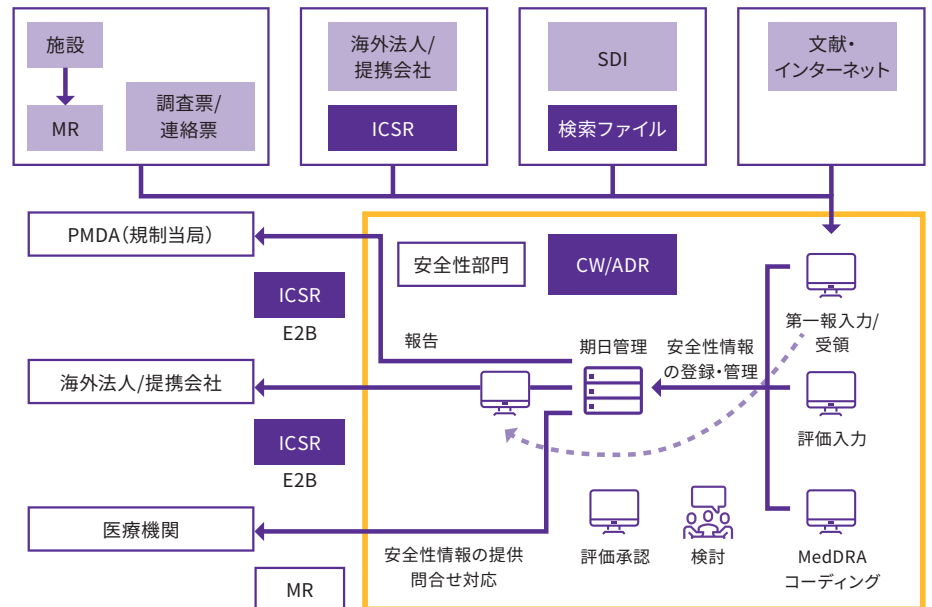 施設
MR
調査票/
連絡票
海外法人/
提携会社
ICSR
SDI
検索ファイル
文献・
インターネット
PMDA(規制当局)
ICSR
E2B
海外法人/提携会社
ICSR
E2B
医療機関
MR
安全性部門
CW/ADR
報告
期日管理
安全性情報
の登録・管理
第一報入力/
受領
評価入力
MedDRA
コーディング
評価承認
検討
安全性情報の提供
問合せ対応